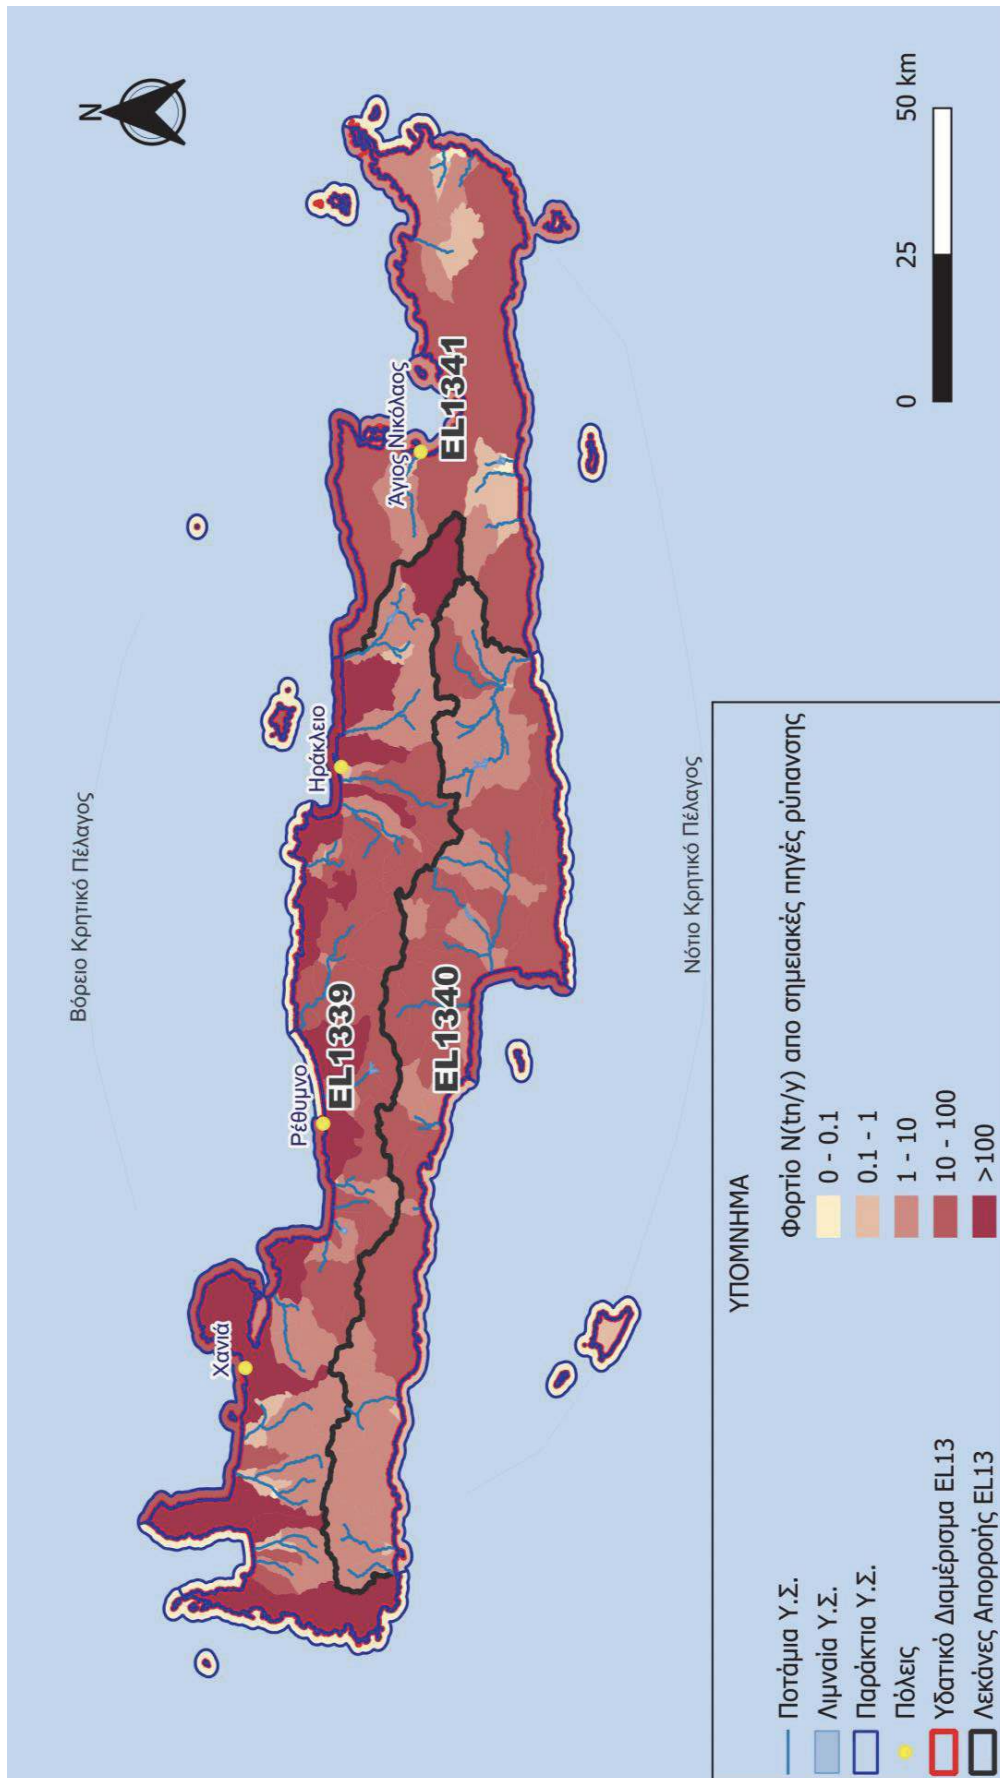 N
Βόρειο Κρητικό Πέλαγος
Χανιά
Ρέθυμνο
Ηράκλειο
Άγιος Νικόλαος
EL1339
EL1340
EL1341
Νότιο Κρητικό Πέλαγος
0 25 50 km
ΥΠΟΜΝΗΜΑ
Ποτάμια Υ.Σ.
Λιμναία Υ.Σ.
Παράκτια Υ.Σ.
Πόλεις
Υδατικό Διαμέρισμα EL13
Λεκάνες Απορροής EL13
Φορτίο N(tn/y) απο σημειακές πηγές ρύπανσης
0 - 0.1
0.1 - 1
1 - 10
10 - 100
>100